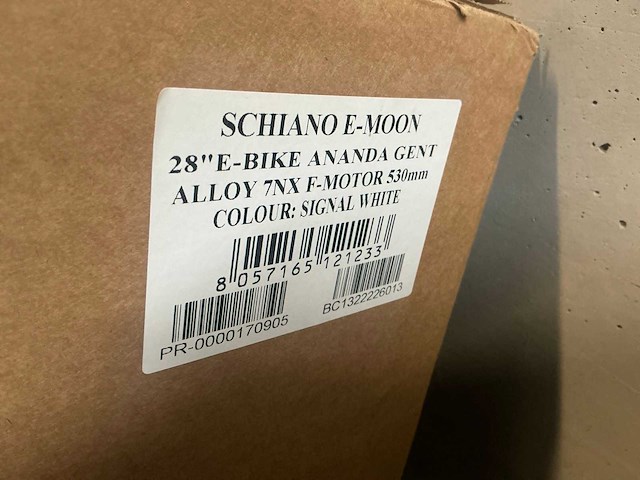 SCHIANO E-MOON
28"E-BIKE ANANDA GENT
ALLOY 7NX F-MOTOR 530mm
COLOUR: SIGNAL WHITE
8 057165 121233
PR-0000170905
BC1322226013